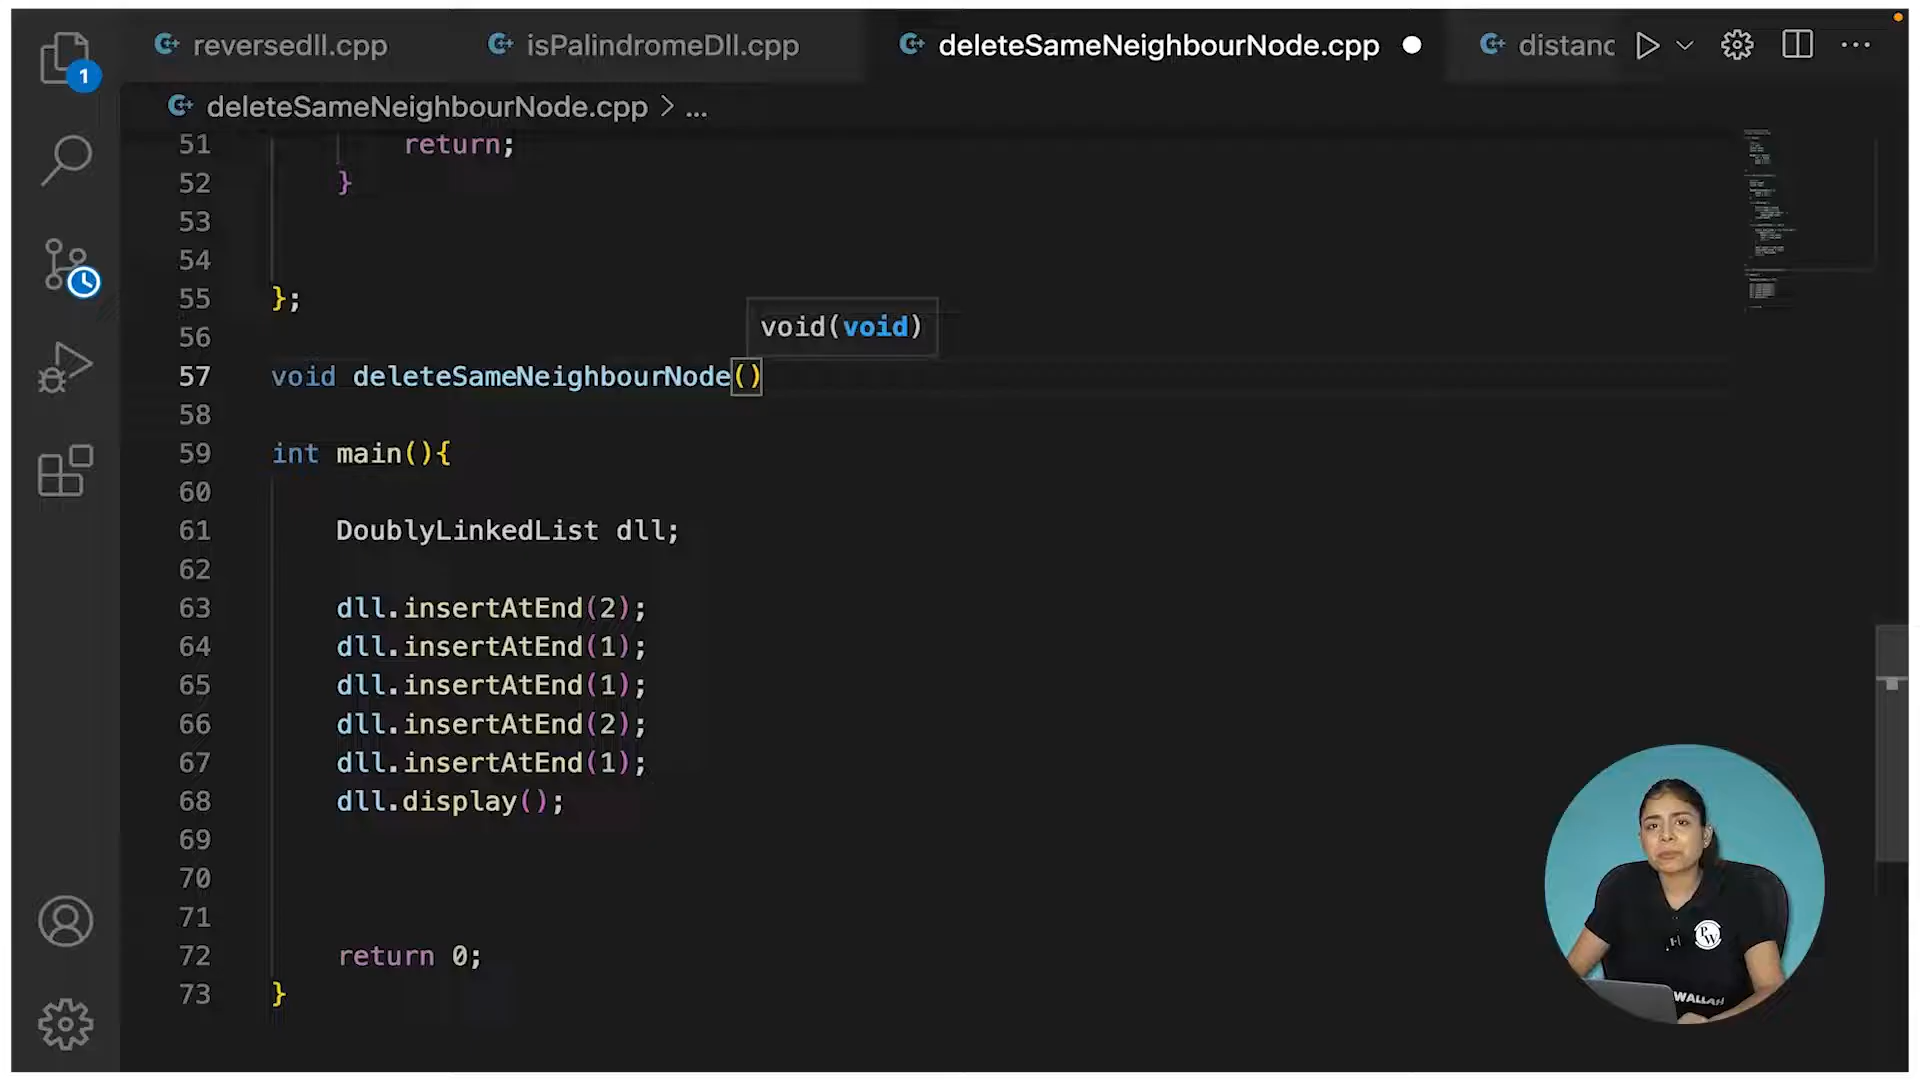 reversedll.cpp isPalindromeDll.cpp deleteSameNeighbourNode.cpp distanc
1
deleteSameNeighbourNode.cpp > ...
51 return;
52 }
53
54
55 };
56
void(void)
57 void deleteSameNeighbourNode()
58
59 int main(){
60
61 DoublyLinkedList dll;
62
63 dll.insertAtEnd(2);
64 dll.insertAtEnd(1);
65 dll.insertAtEnd(1);
66 dll.insertAtEnd(2);
67 dll.insertAtEnd(1);
68 dll.display();
69
70
71
72 return 0;
73 }
PW
WALLAH